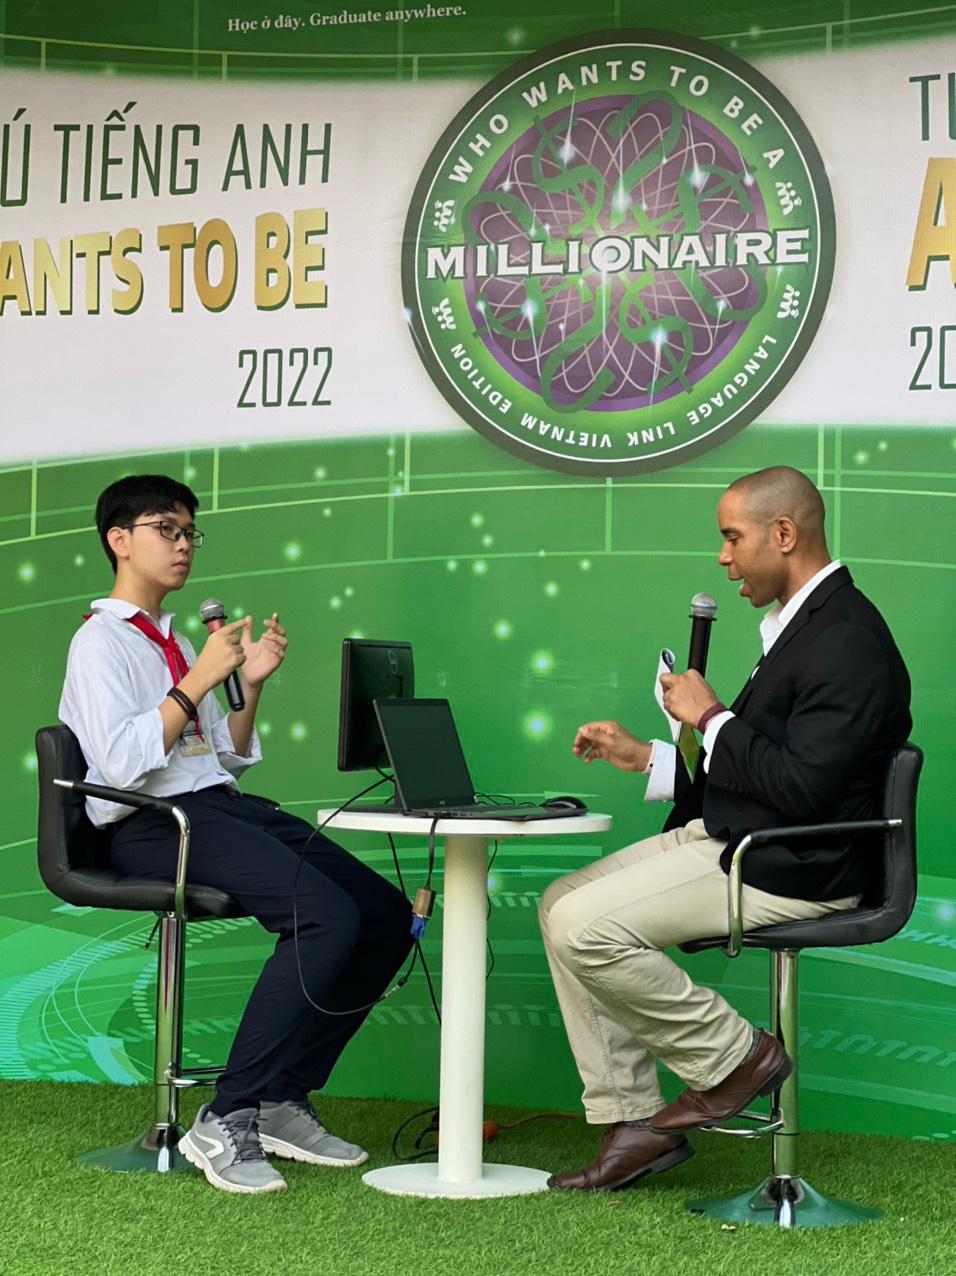 Học ở đây. Graduate anywhere.
Ú TIẾNG ANH
ANTS TO BE
2022
WHO WANTS TO BE A
MILLIONAIRE
LANGUAGE LINK VIETNAM EDITION
TU
A
20